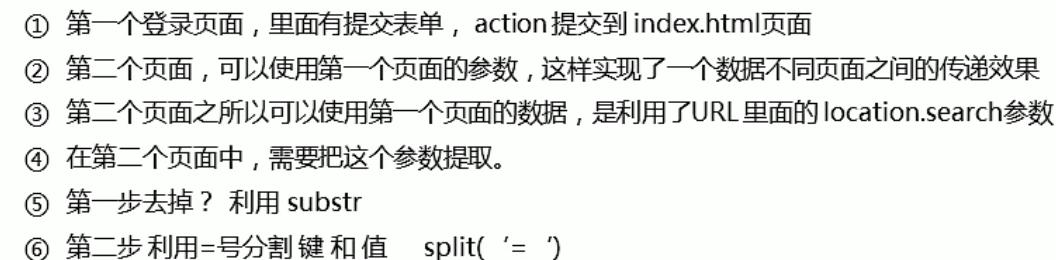 ① 第一个登录页面，里面有提交表单， action 提交到 index.html页面
② 第二个页面，可以使用第一个页面的参数，这样实现了一个数据不同页面之间的传递效果
③ 第二个页面之所以可以使用第一个页面的数据，是利用了URL 里面的 location.search参数
④ 在第二个页面中，需要把这个参数提取。
⑤ 第一步去掉？ 利用 substr
⑥ 第二步 利用=号分割 键 和 值 split(‘= ’)